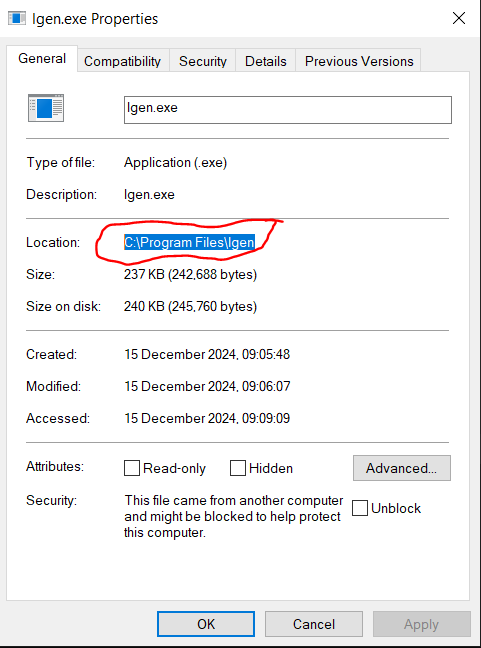 Igen.exe Properties
General
Compatibility
Security
Details
Previous Versions
Igen.exe
Type of file:
Application (.exe)
Description:
Igen.exe
Location:
C:\Program Files\Igen
Size:
237 KB (242,688 bytes)
Size on disk:
240 KB (245,760 bytes)
Created:
15 December 2024, 09:05:48
Modified:
15 December 2024, 09:06:07
Accessed:
15 December 2024, 09:09:09
Attributes:
Read-only
Hidden
Advanced...
Security:
This file came from another computer
and might be blocked to help protect
this computer.
Unblock
OK
Cancel
Apply